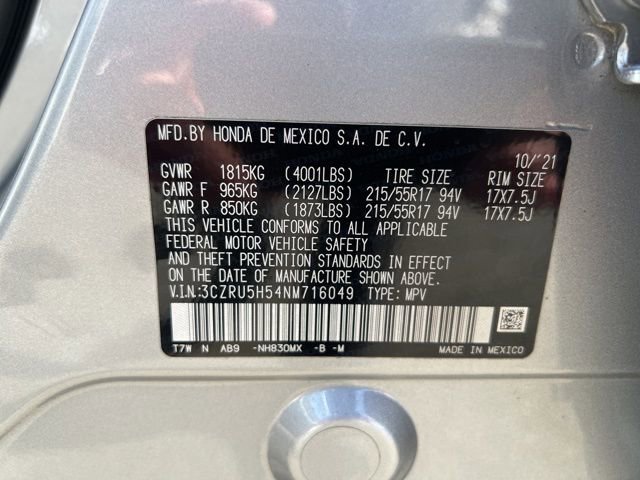 MFD.BY HONDA DE MEXICO S.A. DE C.V.
10/'21
GVWR 1815KG (4001LBS) TIRE SIZE RIM SIZE
GAWR F 965KG (2127LBS) 215/55R17 94V 17X7.5J
GAWR R 850KG (1873LBS) 215/55R17 94V 17X7.5J
THIS VEHICLE CONFORMS TO ALL APPLICABLE
FEDERAL MOTOR VEHICLE SAFETY
AND THEFT PREVENTION STANDARDS IN EFFECT
ON THE DATE OF MANUFACTURE SHOWN ABOVE.
V.I.N:3CZRU5H54NM716049 TYPE: MPV
T7W N AB9 -NH830MX -B -M MADE IN MEXICO